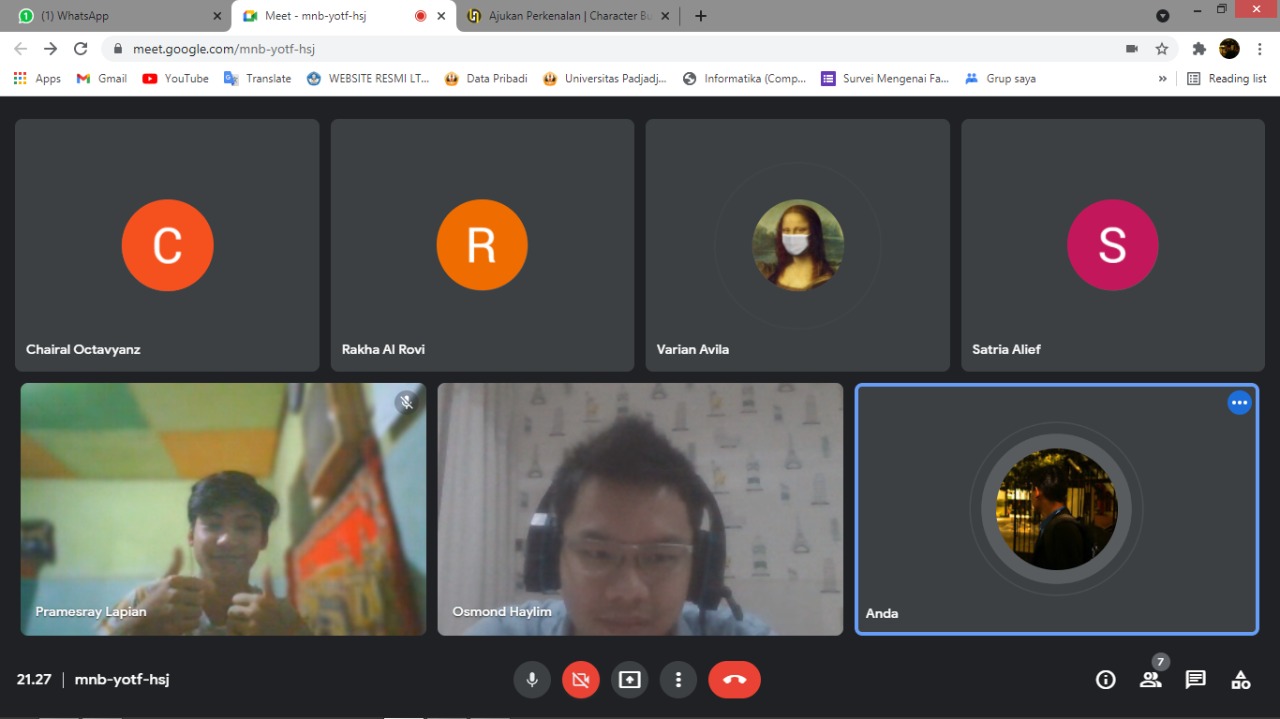 (1) WhatsApp
Meet - mnb-yotf-hsj
Ajukan Perkenalan | Character Bu
meet.google.com/mnb-yotf-hsj
Apps
Gmail
YouTube
Translate
WEBSITE RESMI LT...
Data Pribadi
Universitas Padjadj...
Informatika (Comp...
Survei Mengenai Fa...
Grup saya
»
Reading list
C
R
S
Chairal Octavyanz
Rakha Al Rovi
Varian Avila
Satria Alief
Pramesray Lapian
Osmond Haylim
Anda
21.27 | mnb-yotf-hsj
7